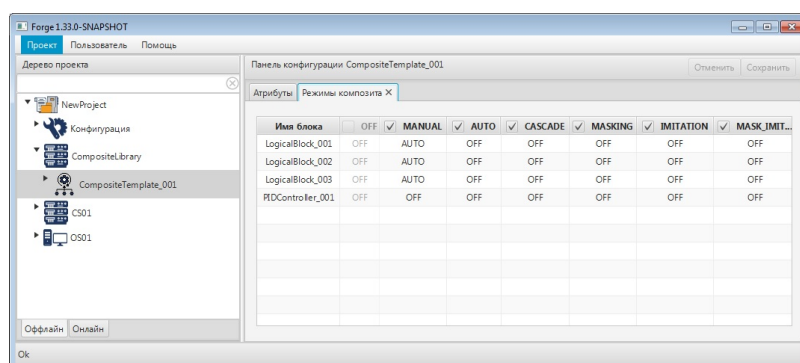 Forge 1.33.0-SNAPSHOT
Проект Пользователь Помощь
Дерево проекта
Панель конфигурации CompositeTemplate_001
Отменить Сохранить
Атрибуты Режимы композита X
NewProject
Конфигурация
CompositeLibrary
CompositeTemplate_001
CS01
OS01
Имя блока OFF MANUAL AUTO CASCADE MASKING IMITATION MASK_IMIT...
LogicalBlock_001 OFF AUTO OFF OFF OFF OFF OFF
LogicalBlock_002 OFF AUTO OFF OFF OFF OFF OFF
LogicalBlock_003 OFF AUTO OFF OFF OFF OFF OFF
PIDController_001 OFF OFF OFF OFF OFF OFF OFF
Оффлайн Онлайн
Ok